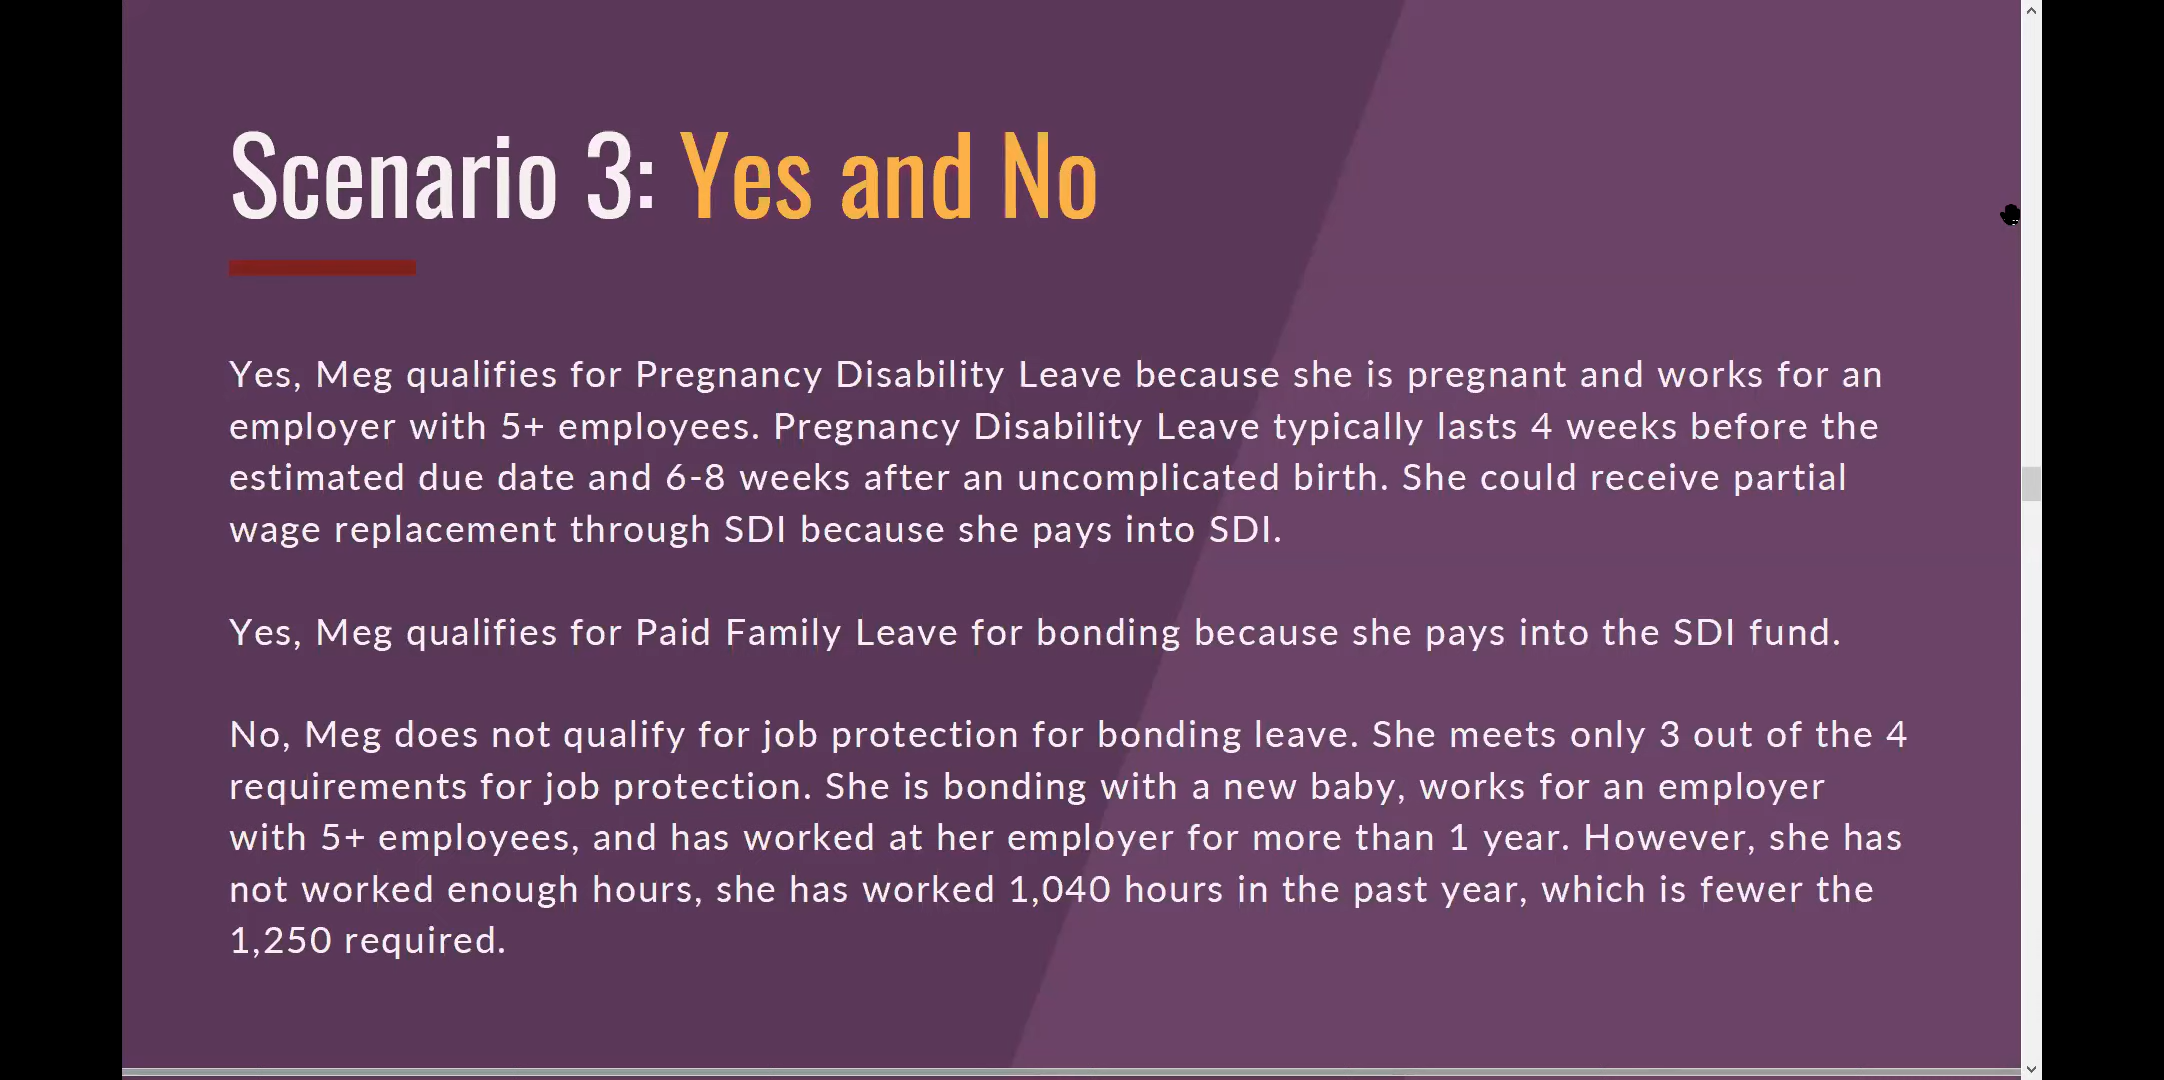 Scenario 3: Yes and No
Yes, Meg qualifies for Pregnancy Disability Leave because she is pregnant and works for an
employer with 5+ employees. Pregnancy Disability Leave typically lasts 4 weeks before the
estimated due date and 6-8 weeks after an uncomplicated birth. She could receive partial
wage replacement through SDI because she pays into SDI.
Yes, Meg qualifies for Paid Family Leave for bonding because she pays into the SDI fund.
No, Meg does not qualify for job protection for bonding leave. She meets only 3 out of the 4
requirements for job protection. She is bonding with a new baby, works for an employer
with 5+ employees, and has worked at her employer for more than 1 year. However, she has
not worked enough hours, she has worked 1,040 hours in the past year, which is fewer the
1,250 required.